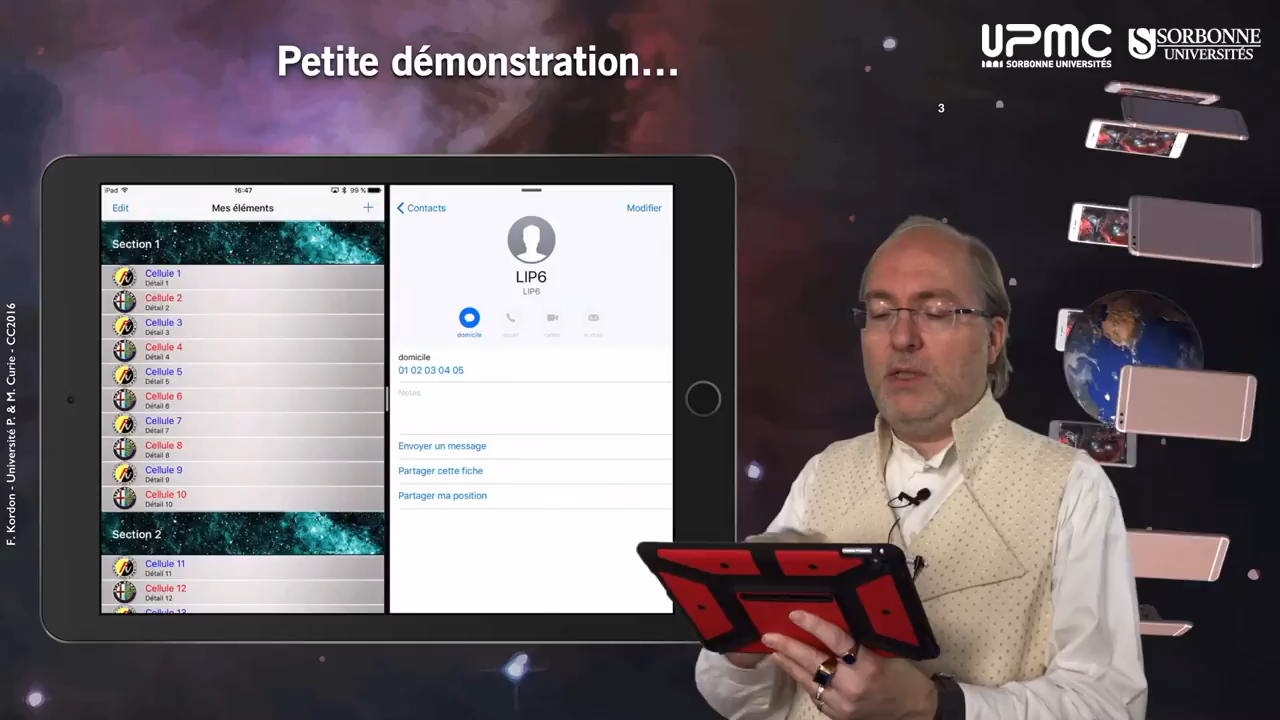 Petite démonstration...
UPMC
SORBONNE UNIVERSITÉS
SORBONNE
UNIVERSITÉS
3
F. Kordon - Université P. & M. Curie - CC2016
iPad
16:47
99 %
Edit
Mes éléments
+
Section 1
Cellule 1
Détail 1
Cellule 2
Détail 2
Cellule 3
Détail 3
Cellule 4
Détail 4
Cellule 5
Détail 5
Cellule 6
Détail 6
Cellule 7
Détail 7
Cellule 8
Détail 8
Cellule 9
Détail 9
Cellule 10
Détail 10
Section 2
Cellule 11
Détail 11
Cellule 12
Détail 12
Cellule 13
Contacts
Modifier
LIP6
LIP6
domicile
domicile
01 02 03 04 05
Notes
Envoyer un message
Partager cette fiche
Partager ma position